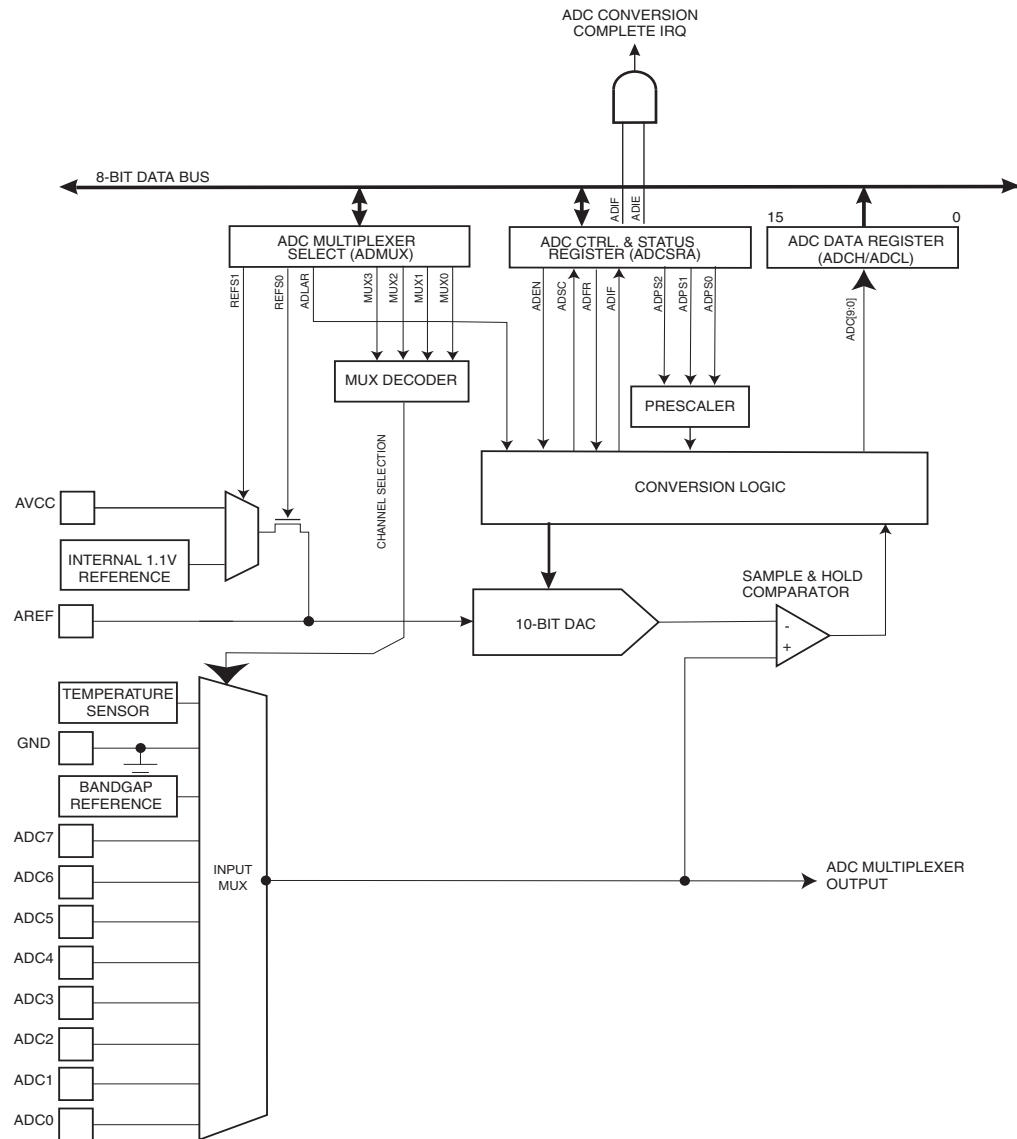 ADC CONVERSION
COMPLETE IRQ
8-BIT DATA BUS
ADIF
ADIE
15
0
ADC MULTIPLEXER
SELECT (ADMUX)
ADC CTRL. & STATUS
REGISTER (ADCSRA)
ADC DATA REGISTER
(ADCH/ADCL)
REFS1
REFS0
ADLAR
MUX3
MUX2
MUX1
MUX0
ADEN
ADSC
ADFR
ADIF
ADPS2
ADPS1
ADPS0
ADC[9:0]
MUX DECODER
PRESCALER
CHANNEL SELECTION
CONVERSION LOGIC
AVCC
INTERNAL 1.1V
REFERENCE
SAMPLE & HOLD
COMPARATOR
AREF
10-BIT DAC
-
+
TEMPERATURE
SENSOR
GND
BANDGAP
REFERENCE
ADC7
ADC6
INPUT
MUX
ADC MULTIPLEXER
OUTPUT
ADC5
ADC4
ADC3
ADC2
ADC1
ADC0